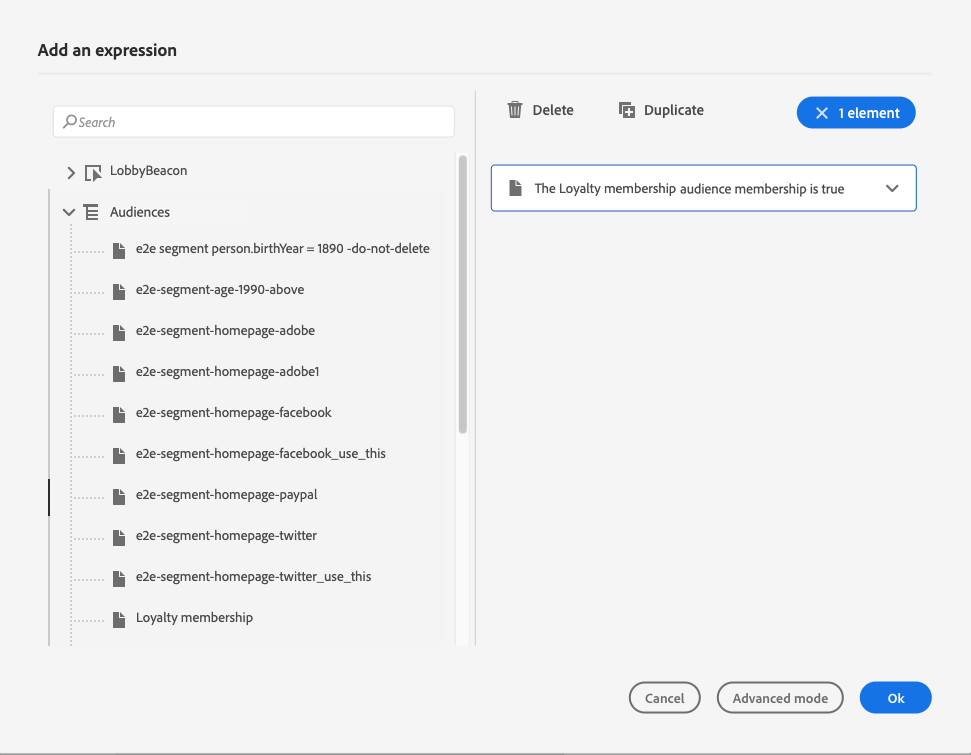 Add an expression
Search
LobbyBeacon
Audiences
e2e segment person.birthYear = 1890 -do-not-delete
e2e-segment-age-1990-above
e2e-segment-homepage-adobe
e2e-segment-homepage-adobe1
e2e-segment-homepage-facebook
e2e-segment-homepage-facebook_use_this
e2e-segment-homepage-paypal
e2e-segment-homepage-twitter
e2e-segment-homepage-twitter_use_this
Loyalty membership
Delete
Duplicate
1 element
The Loyalty membership audience membership is true
Cancel
Advanced mode
Ok